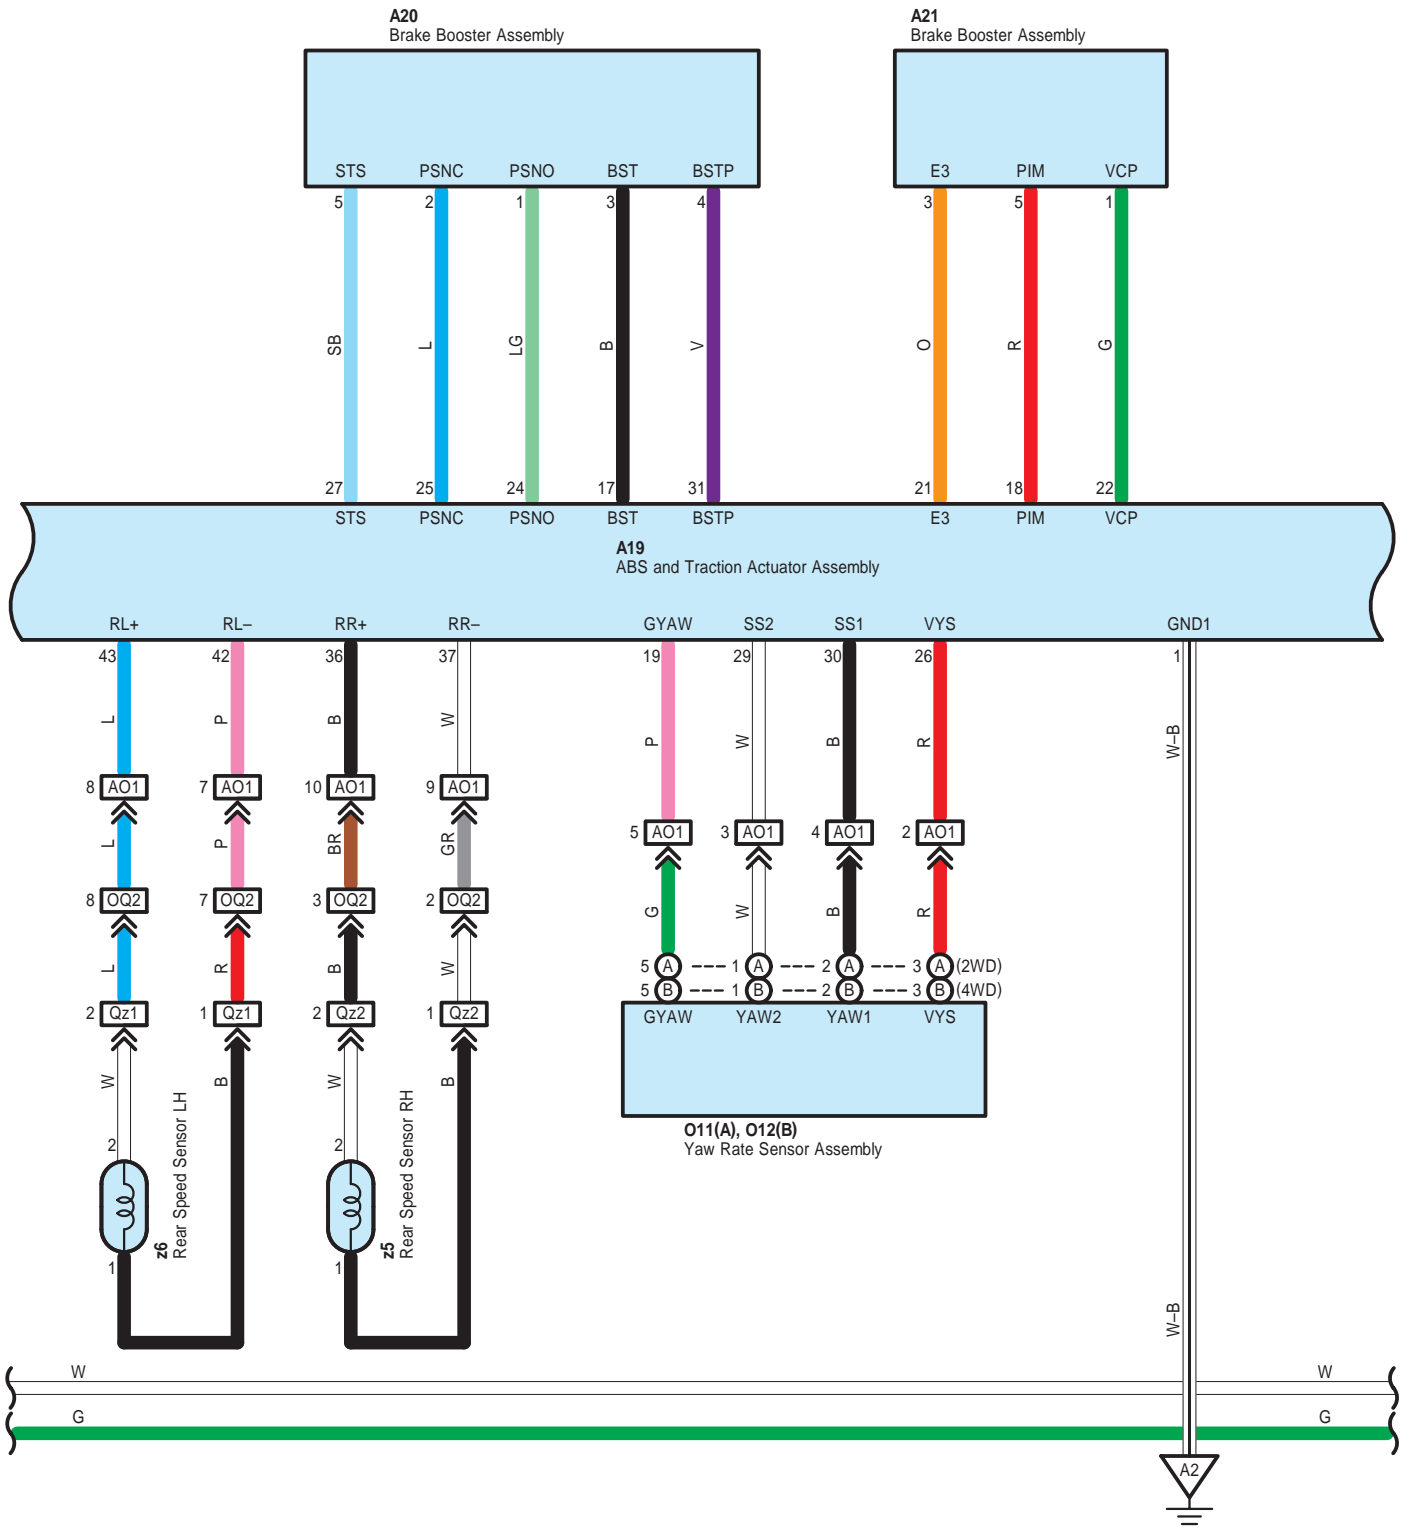 A20
Brake Booster Assembly
A21
Brake Booster Assembly
STS PSNC PSNO BST BSTP E3 PIM VCP
5 2 1 3 4 3 5 1
SB L LG B V O R G
27 25 24 17 31 21 18 22
STS PSNC PSNO BST BSTP E3 PIM VCP
A19
ABS and Traction Actuator Assembly
RL+ RL– RR+ RR– GYAW SS2 SS1 VYS GND1
43 42 36 37 19 29 30 26 1
L P B W P W B R W–B
8 AO1 7 AO1 10 AO1 9 AO1
5 AO1 3 AO1 4 AO1 2 AO1
L P BR GR
8 OQ2 7 OQ2 3 OQ2 2 OQ2
G W B R
L R B W
5 A 1 A 2 A 3 A (2WD)
5 B 1 B 2 B 3 B (4WD)
2 Qz1 1 Qz1 2 Qz2 1 Qz2
GYAW YAW2 YAW1 VYS
W B W B
O11(A), O12(B)
Yaw Rate Sensor Assembly
2 2
z6
Rear Speed Sensor LH
z5
Rear Speed Sensor RH
1 1
W–B
W W
G G
A2